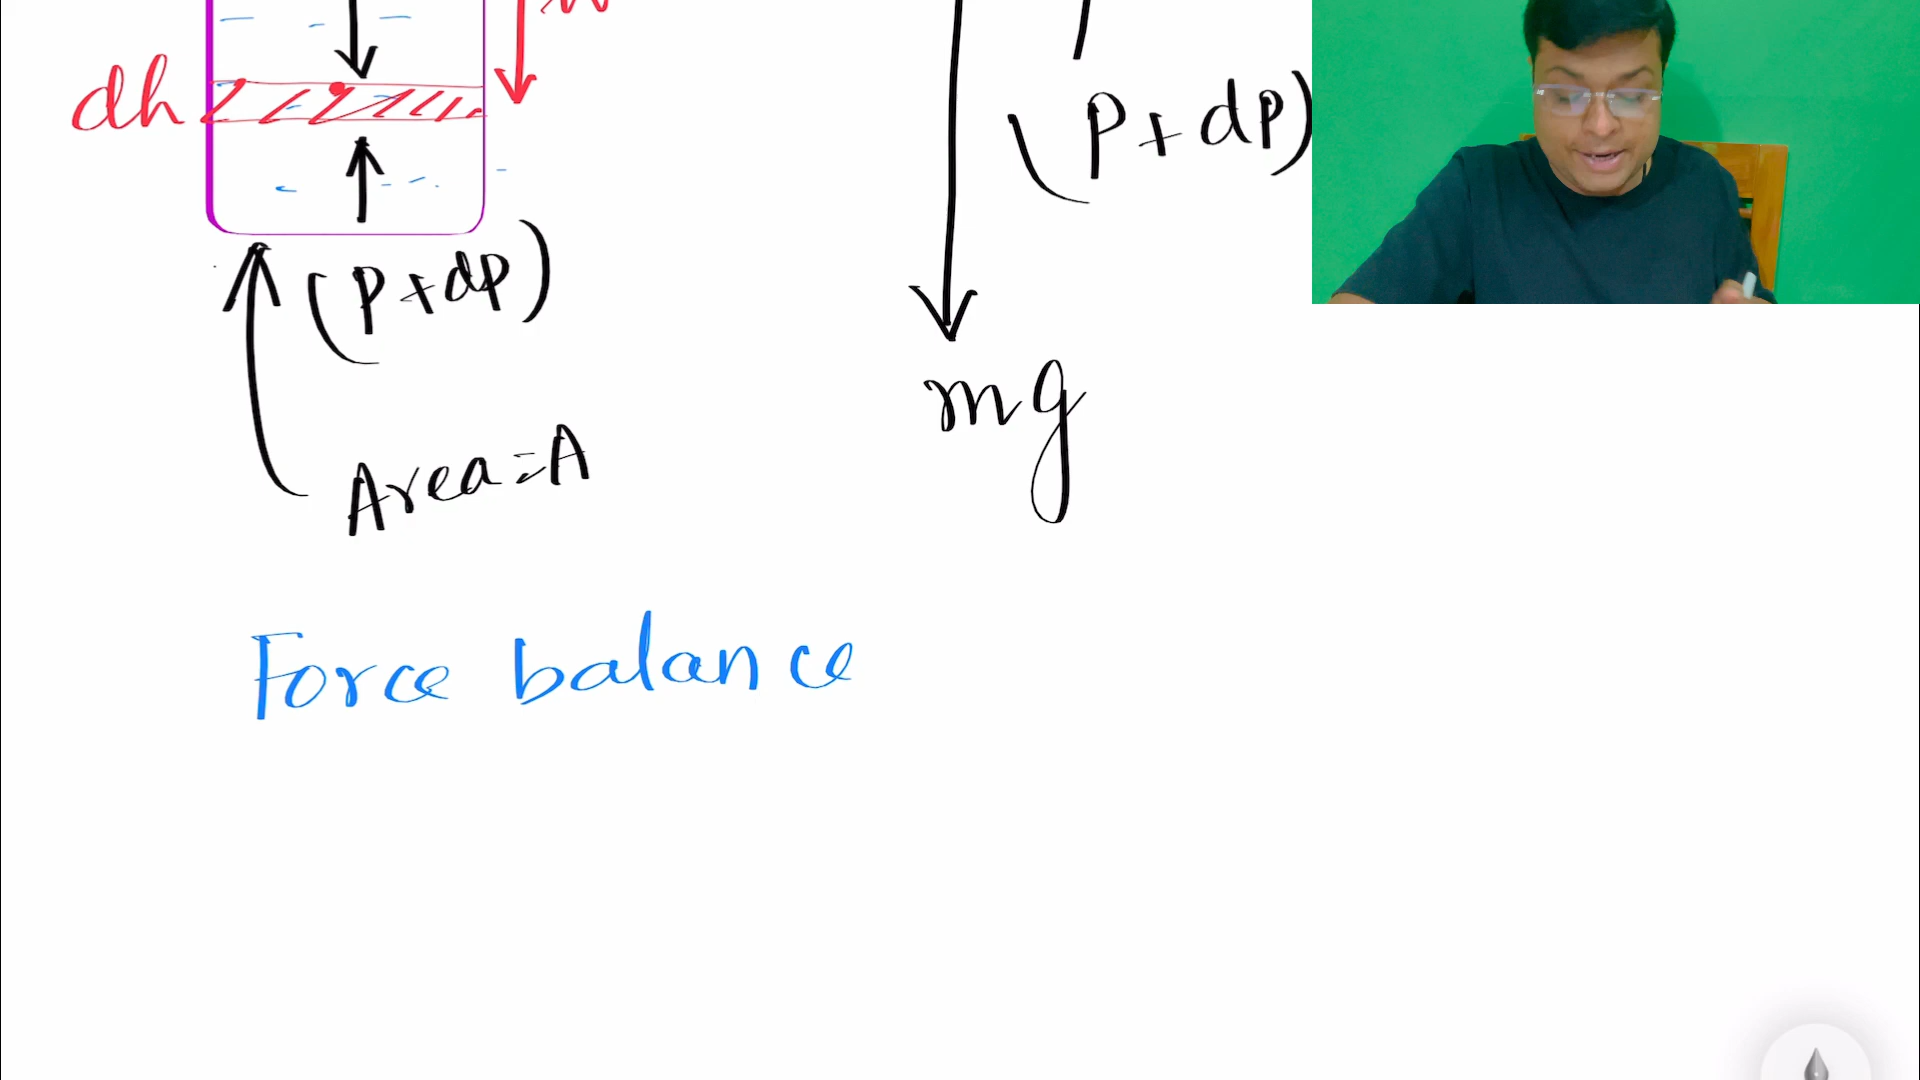 dh
(P + dP)
(P + dP)
mg
Area = A
Force balance